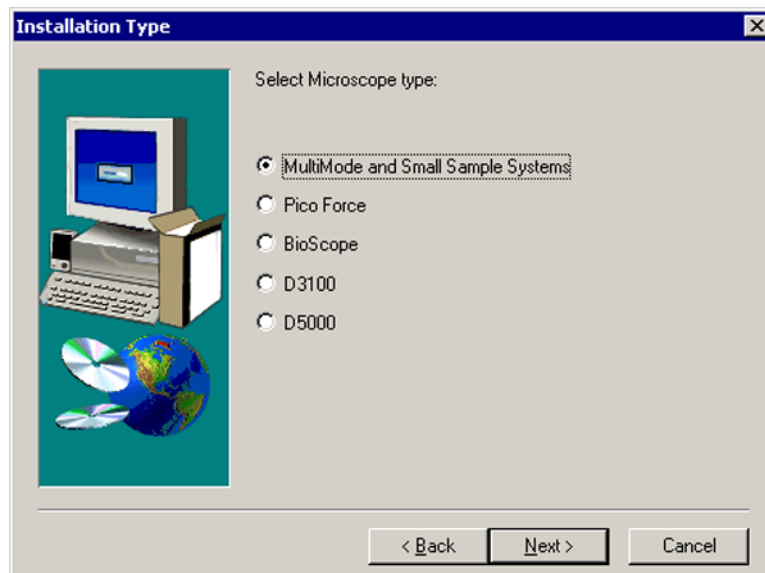 Installation Type
Select Microscope type:
MultiMode and Small Sample Systems
Pico Force
BioScope
D3100
D5000
< Back
Next >
Cancel